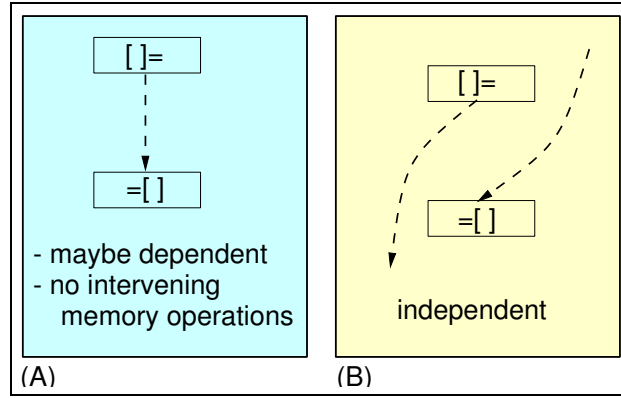 [ ]=
=[ ]
- maybe dependent
- no intervening
memory operations
(A)
[ ]=
=[ ]
independent
(B)